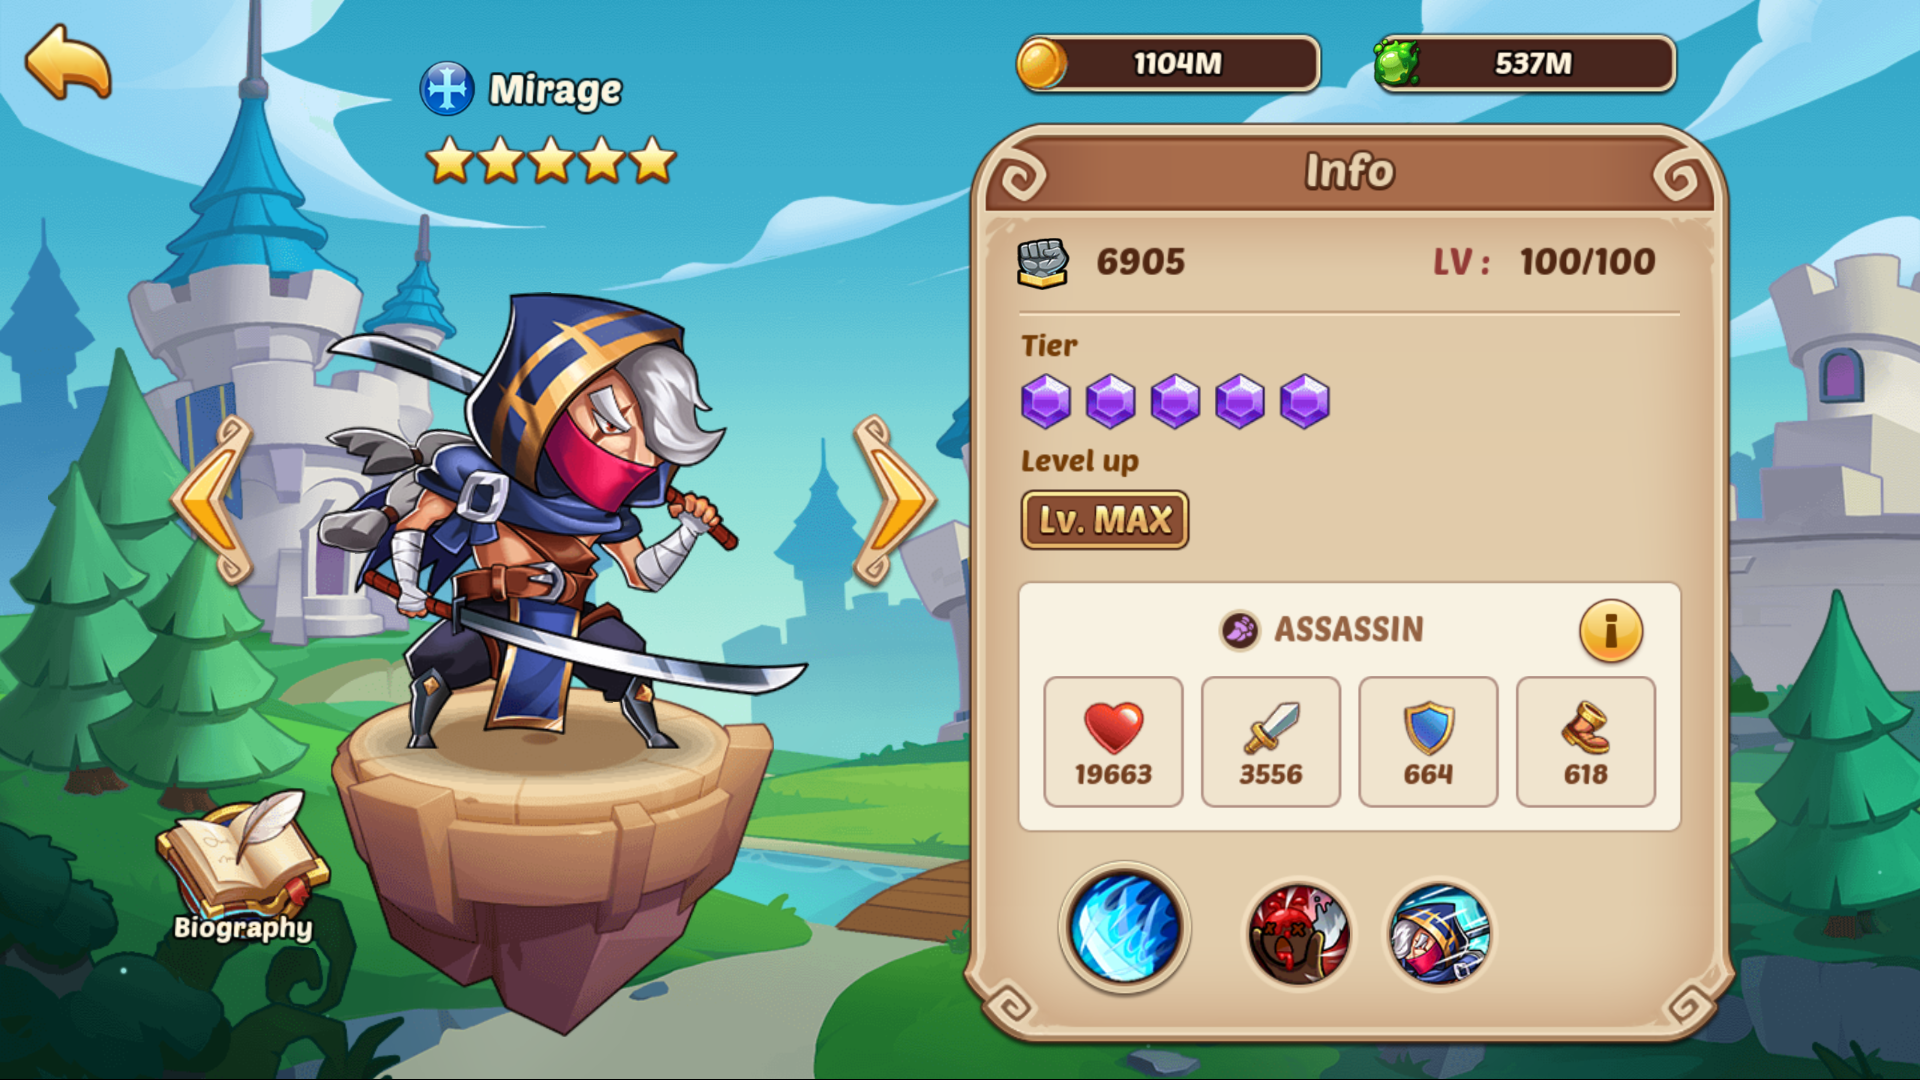 Mirage
1104M
537M
Info
6905
LV : 100/100
Tier
Level up
Lv. MAX
ASSASSIN
19663
3556
664
618
Biography